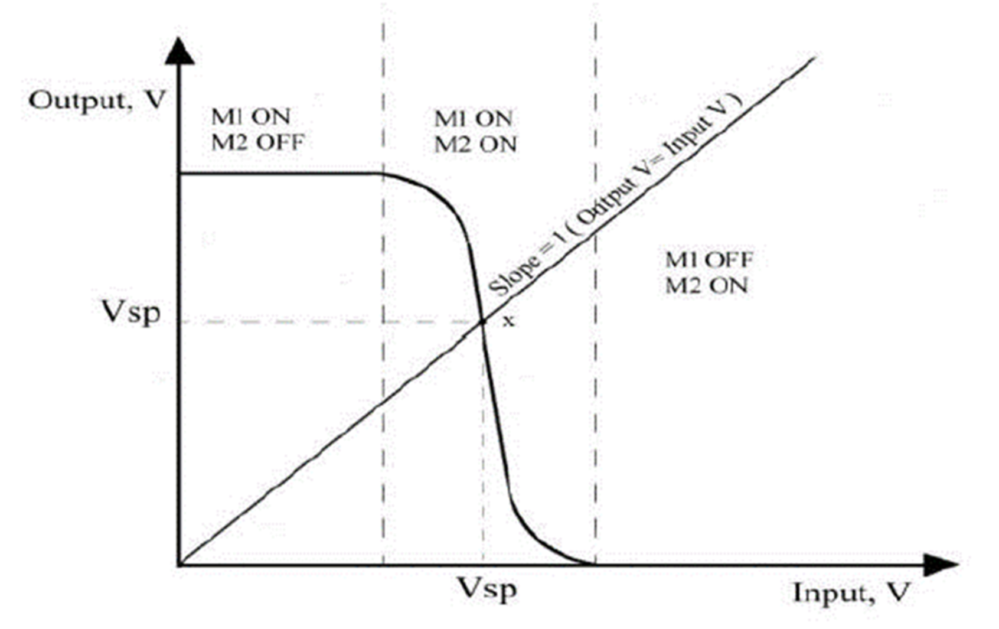 Output, V
M1 ON
M2 OFF
M1 ON
M2 ON
Slope = 1 ( Output V= Input V )
M1 OFF
M2 ON
Vsp
x
Vsp
Input, V